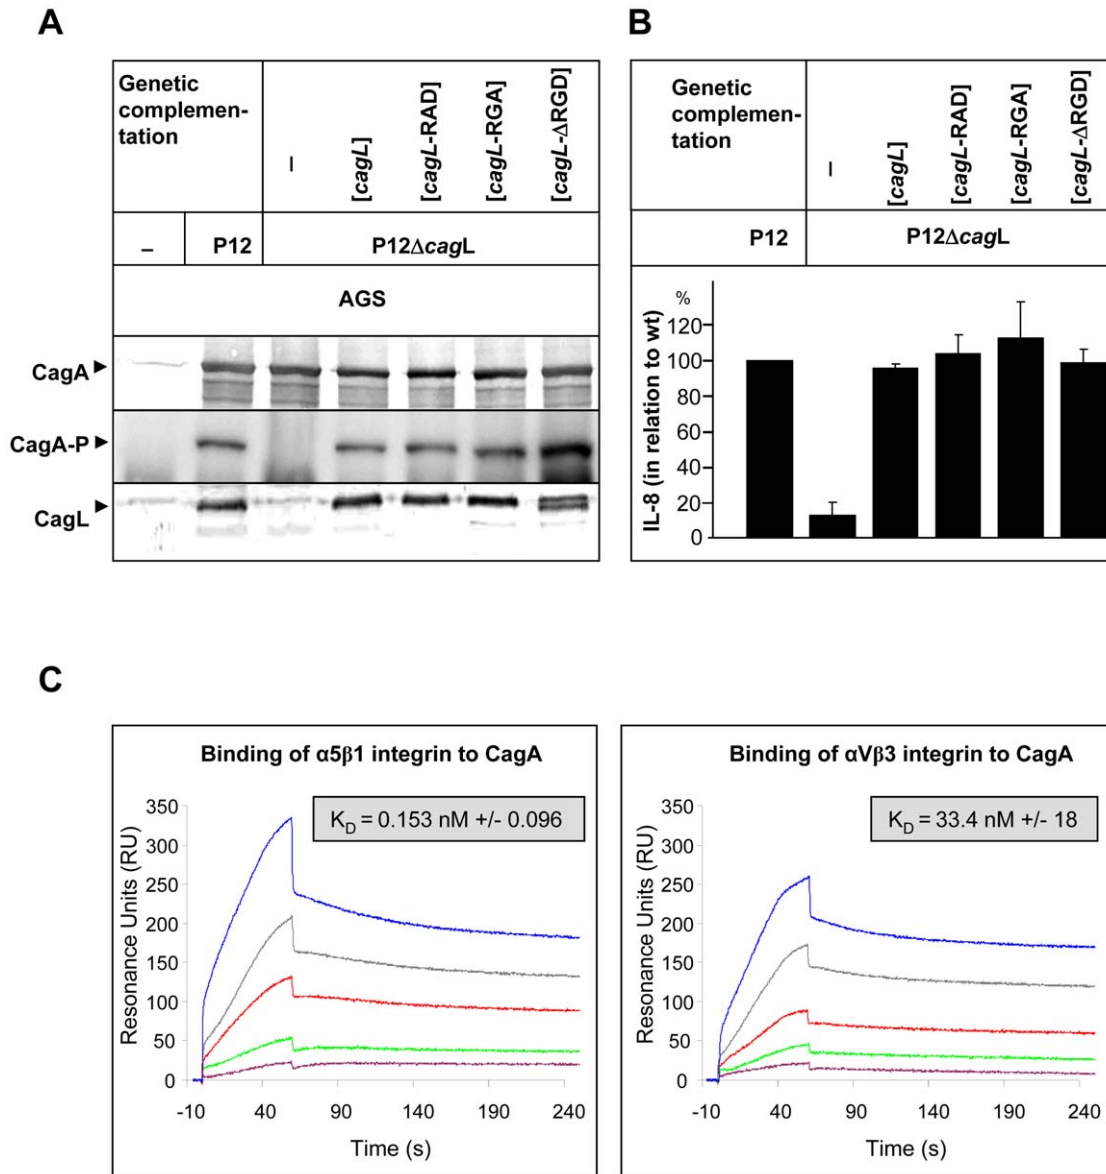 A
Genetic
complemen-
tation
–
[cagL]
[cagL-RAD]
[cagL-RGA]
[cagL-ΔRGD]
–
P12
P12ΔcagL
AGS
CagA
CagA-P
CagL
B
Genetic
complemen-
tation
–
[cagL]
[cagL-RAD]
[cagL-RGA]
[cagL-ΔRGD]
P12
P12ΔcagL
IL-8 (in relation to wt)
%
120
100
80
60
40
20
0
C
Binding of α5β1 integrin to CagA
K_D = 0.153 nM +/- 0.096
Resonance Units (RU)
350
300
250
200
150
100
50
0
-10 40 90 140 190 240
Time (s)
Binding of αVβ3 integrin to CagA
K_D = 33.4 nM +/- 18
Resonance Units (RU)
350
300
250
200
150
100
50
0
-10 40 90 140 190 240
Time (s)